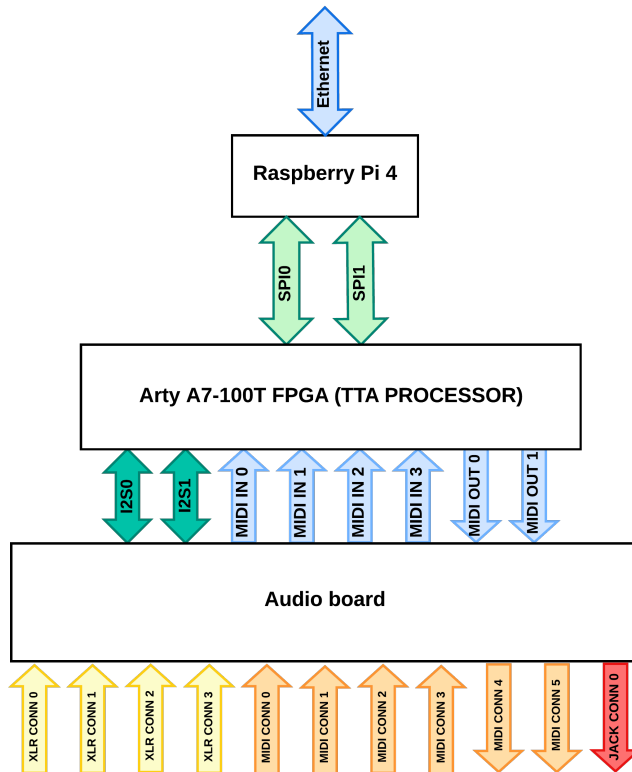 Ethernet
Raspberry Pi 4
SPI0
SPI1
Arty A7-100T FPGA (TTA PROCESSOR)
I2S0
I2S1
MIDI IN 0
MIDI IN 1
MIDI IN 2
MIDI IN 3
MIDI OUT 0
MIDI OUT 1
Audio board
XLR CONN 0
XLR CONN 1
XLR CONN 2
XLR CONN 3
MIDI CONN 0
MIDI CONN 1
MIDI CONN 2
MIDI CONN 3
MIDI CONN 4
MIDI CONN 5
JACK CONN 0